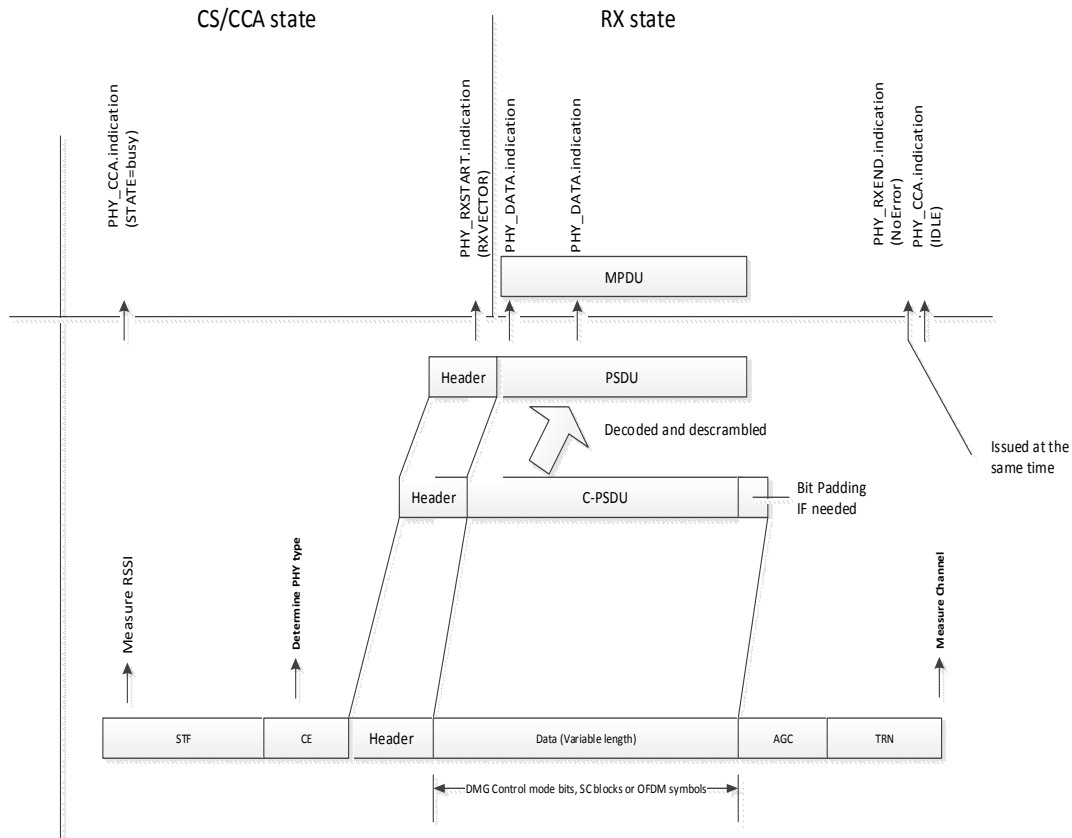 CS/CCA state
RX state
PHY_CCA.indication
(STATE=busy)
PHY_RXSTART.indication
(RXVECTOR)
PHY_DATA.indication
PHY_DATA.indication
PHY_RXEND.indication
(NoError)
PHY_CCA.indication
(IDLE)
MPDU
Header
PSDU
Decoded and descrambled
Issued at the
same time
Header
C-PSDU
Bit Padding
IF needed
Measure RSSI
Determine PHY type
Measure Channel
STF
CE
Header
Data (Variable length)
AGC
TRN
DMG Control mode bits, SC blocks or OFDM symbols